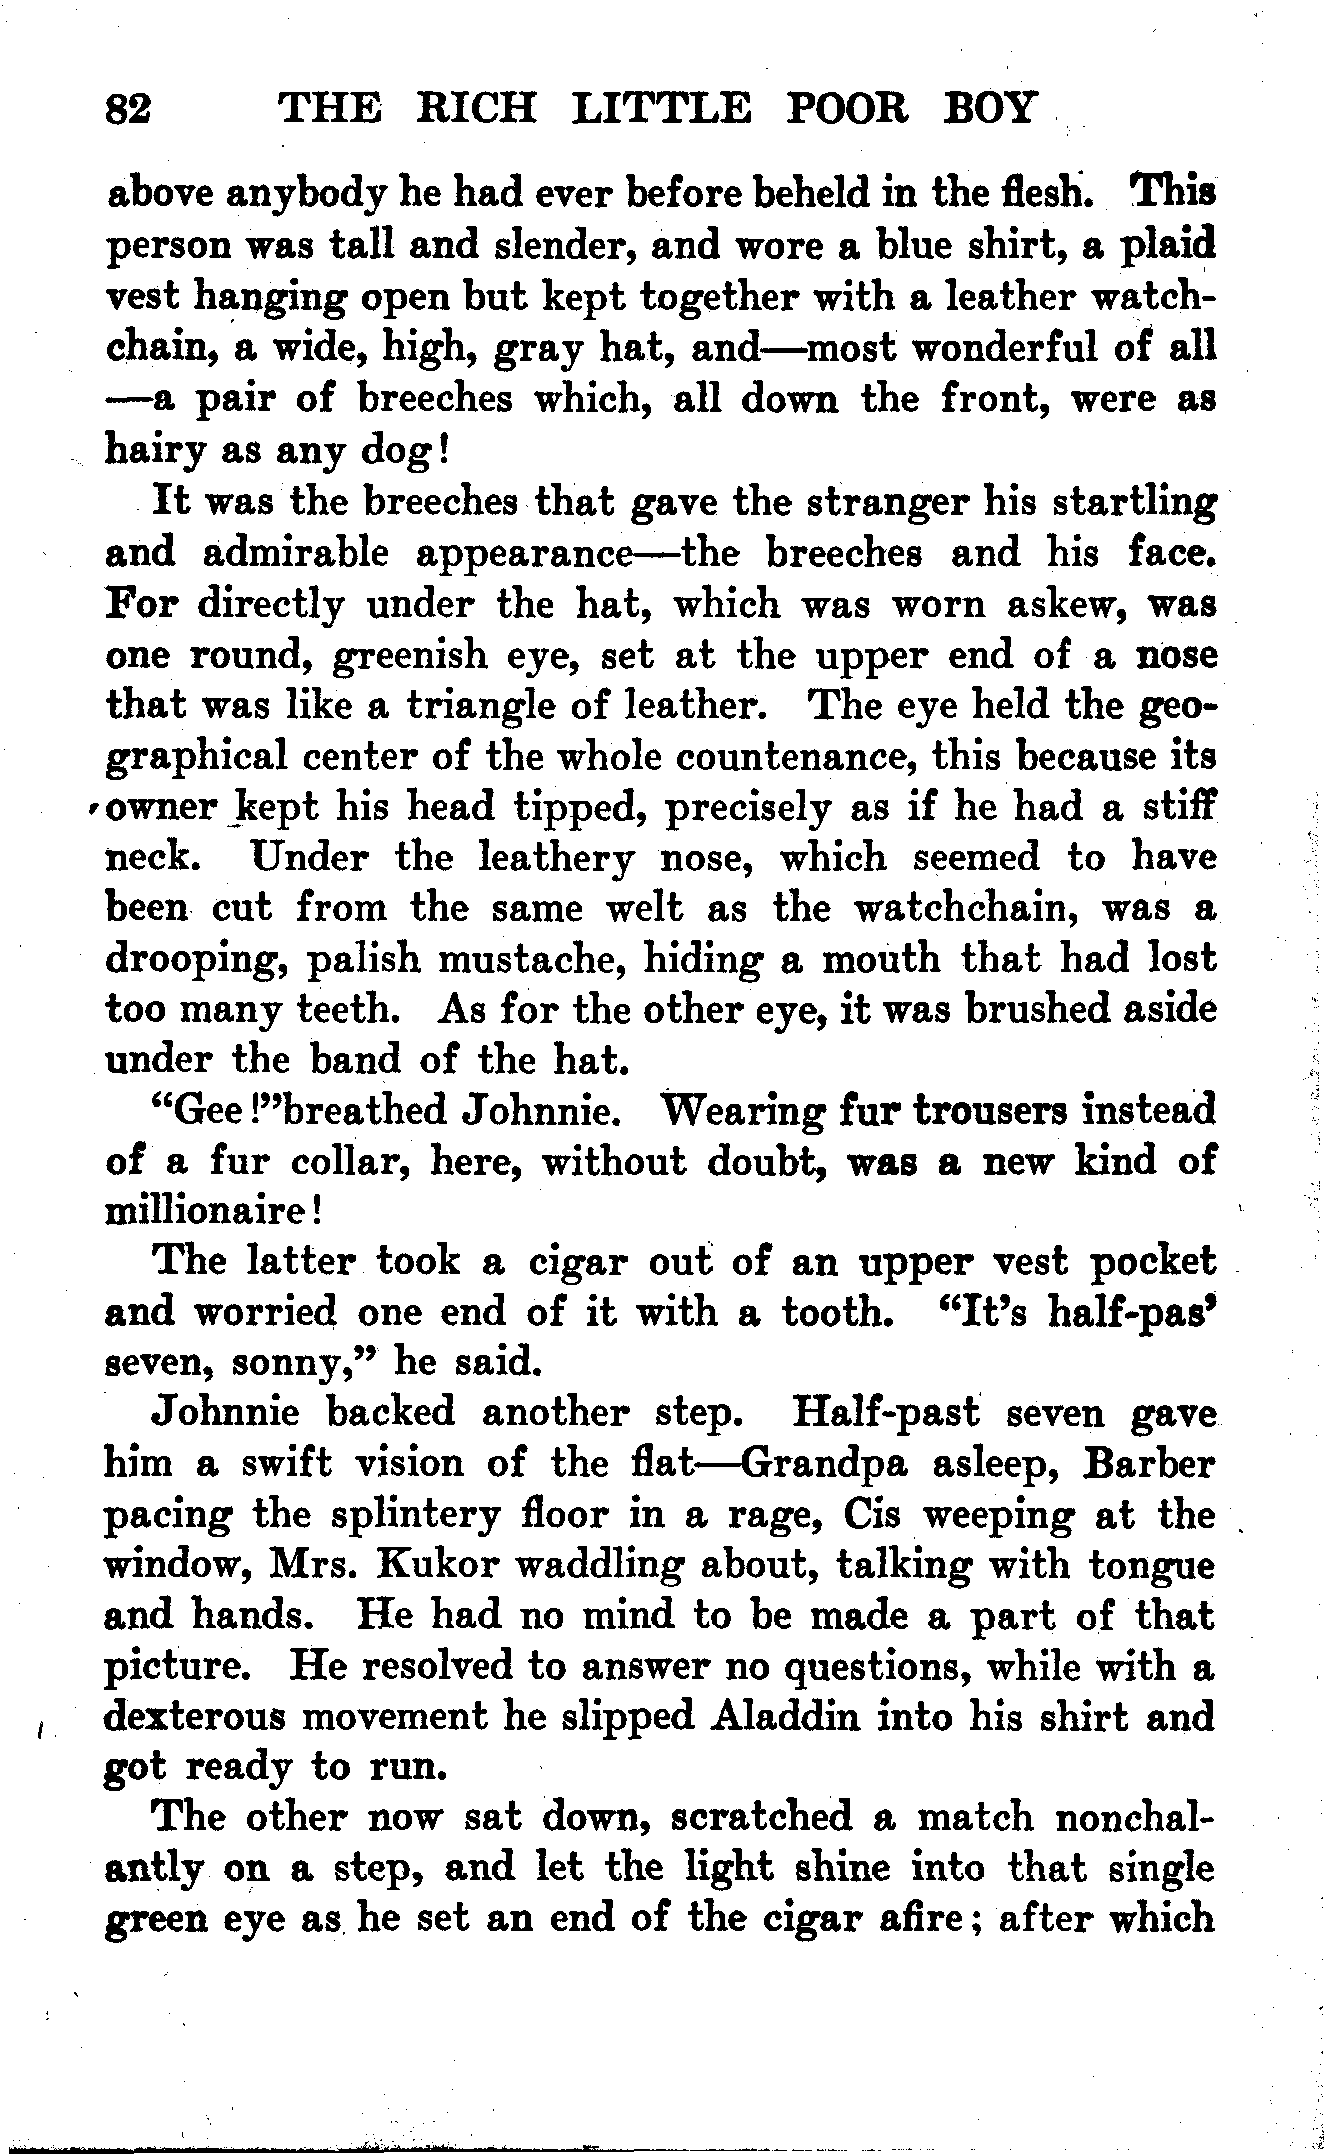 82 THE RICH LITTLE POOR BOY
above anybody he had ever before beheld in the flesh. This
person was tall and slender, and wore a blue shirt, a plaid
vest hanging open but kept together with a leather watch-
chain, a wide, high, gray hat, and—most wonderful of all
—a pair of breeches which, all down the front, were as
hairy as any dog!
It was the breeches that gave the stranger his startling
and admirable appearance—the breeches and his face.
For directly under the hat, which was worn askew, was
one round, greenish eye, set at the upper end of a nose
that was like a triangle of leather. The eye held the geo-
graphical center of the whole countenance, this because its
owner kept his head tipped, precisely as if he had a stiff
neck. Under the leathery nose, which seemed to have
been cut from the same welt as the watchchain, was a
drooping, palish mustache, hiding a mouth that had lost
too many teeth. As for the other eye, it was brushed aside
under the band of the hat.
“Gee!”breathed Johnnie. Wearing fur trousers instead
of a fur collar, here, without doubt, was a new kind of
millionaire!
The latter took a cigar out of an upper vest pocket
and worried one end of it with a tooth. “It’s half-pas’
seven, sonny,” he said.
Johnnie backed another step. Half-past seven gave
him a swift vision of the flat—Grandpa asleep, Barber
pacing the splintery floor in a rage, Cis weeping at the
window, Mrs. Kukor waddling about, talking with tongue
and hands. He had no mind to be made a part of that
picture. He resolved to answer no questions, while with a
dexterous movement he slipped Aladdin into his shirt and
got ready to run.
The other now sat down, scratched a match nonchal-
antly on a step, and let the light shine into that single
green eye as he set an end of the cigar afire; after which